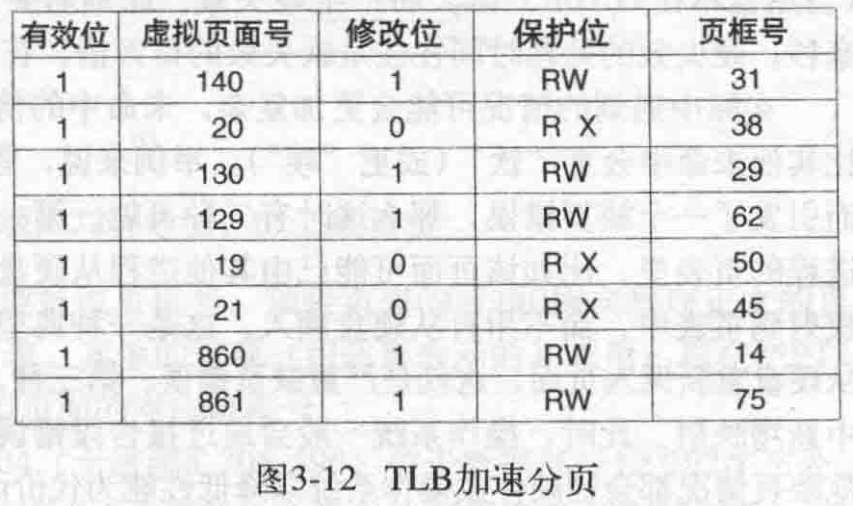 有效位 虚拟页面号 修改位 保护位 页框号
1 140 1 RW 31
1 20 0 R X 38
1 130 1 RW 29
1 129 1 RW 62
1 19 0 R X 50
1 21 0 R X 45
1 860 1 RW 14
1 861 1 RW 75
图3-12 TLB加速分页